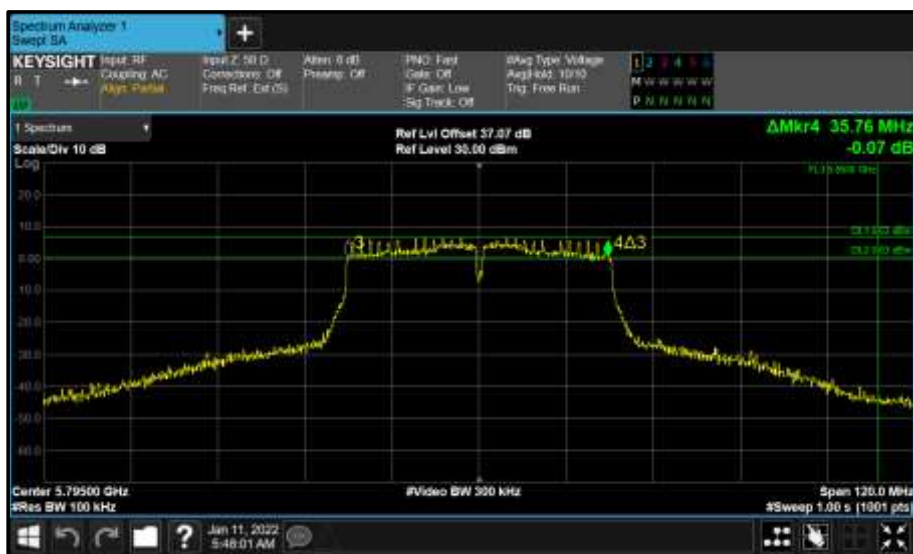 Spectrum Analyzer 1
Swept SA
KEYSIGHT
R T
Input: RF
Coupling: AC
Align: Partial
Input Z: 50 Ω
Corrections: Off
Freq Ref: Ext (S)
Atten: 6 dB
Preamp: Off
PNO: Fast
Gate: Off
IF Gain: Low
Sig Track: Off
#Avg Type: Voltage
Avg|Hold: 10/10
Trig: Free Run
1 2 3 4 5 6
M W W W W W
P N N N N N
1 Spectrum
Scale/Div 10 dB
Log
Ref Lvl Offset 37.07 dB
Ref Level 30.00 dBm
ΔMkr4 35.76 MHz
-0.07 dB
20.0
10.0
0.00
-10.0
-20.0
-30.0
-40.0
-50.0
-60.0
3
4Δ3
Center 5.79500 GHz
#Res BW 100 kHz
#Video BW 300 kHz
Span 120.0 MHz
#Sweep 1.00 s (1001 pts)
?
Jan 11, 2022
5:48:01 AM